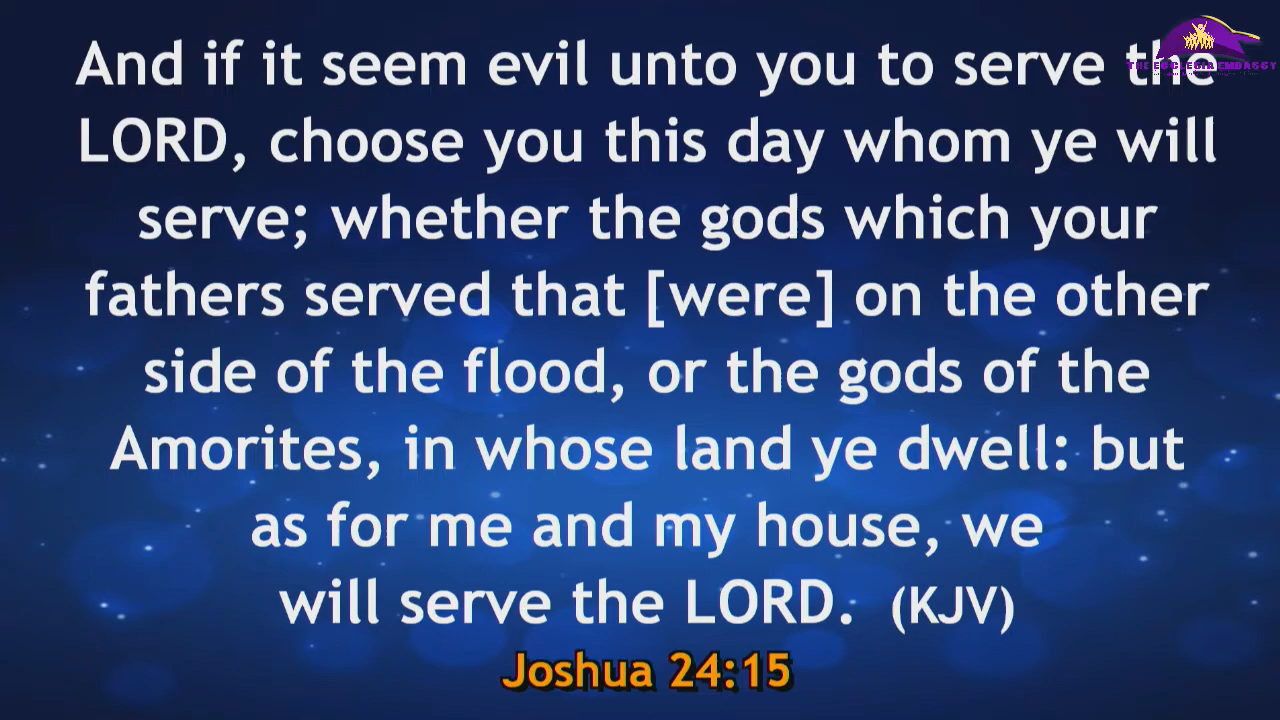 And if it seem evil unto you to serve the
LORD, choose you this day whom ye will
serve; whether the gods which your
fathers served that [were] on the other
side of the flood, or the gods of the
Amorites, in whose land ye dwell: but
as for me and my house, we
will serve the LORD. (KJV)
Joshua 24:15
THE ECCLESIA EMBASSY